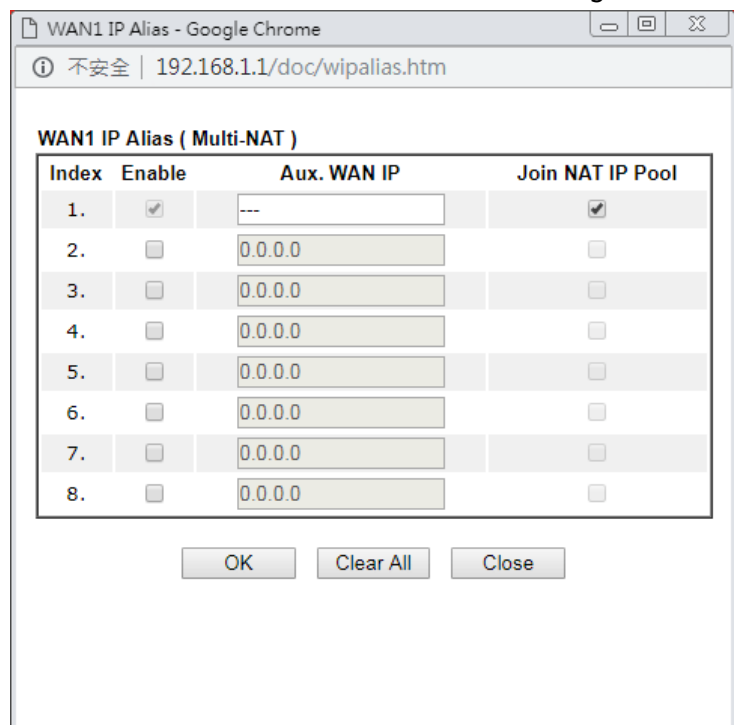 WAN1 IP Alias - Google Chrome
不安全 | 192.168.1.1/doc/wipalias.htm
WAN1 IP Alias ( Multi-NAT )
Index Enable Aux. WAN IP Join NAT IP Pool
1. ---
2. 0.0.0.0
3. 0.0.0.0
4. 0.0.0.0
5. 0.0.0.0
6. 0.0.0.0
7. 0.0.0.0
8. 0.0.0.0
OK Clear All Close